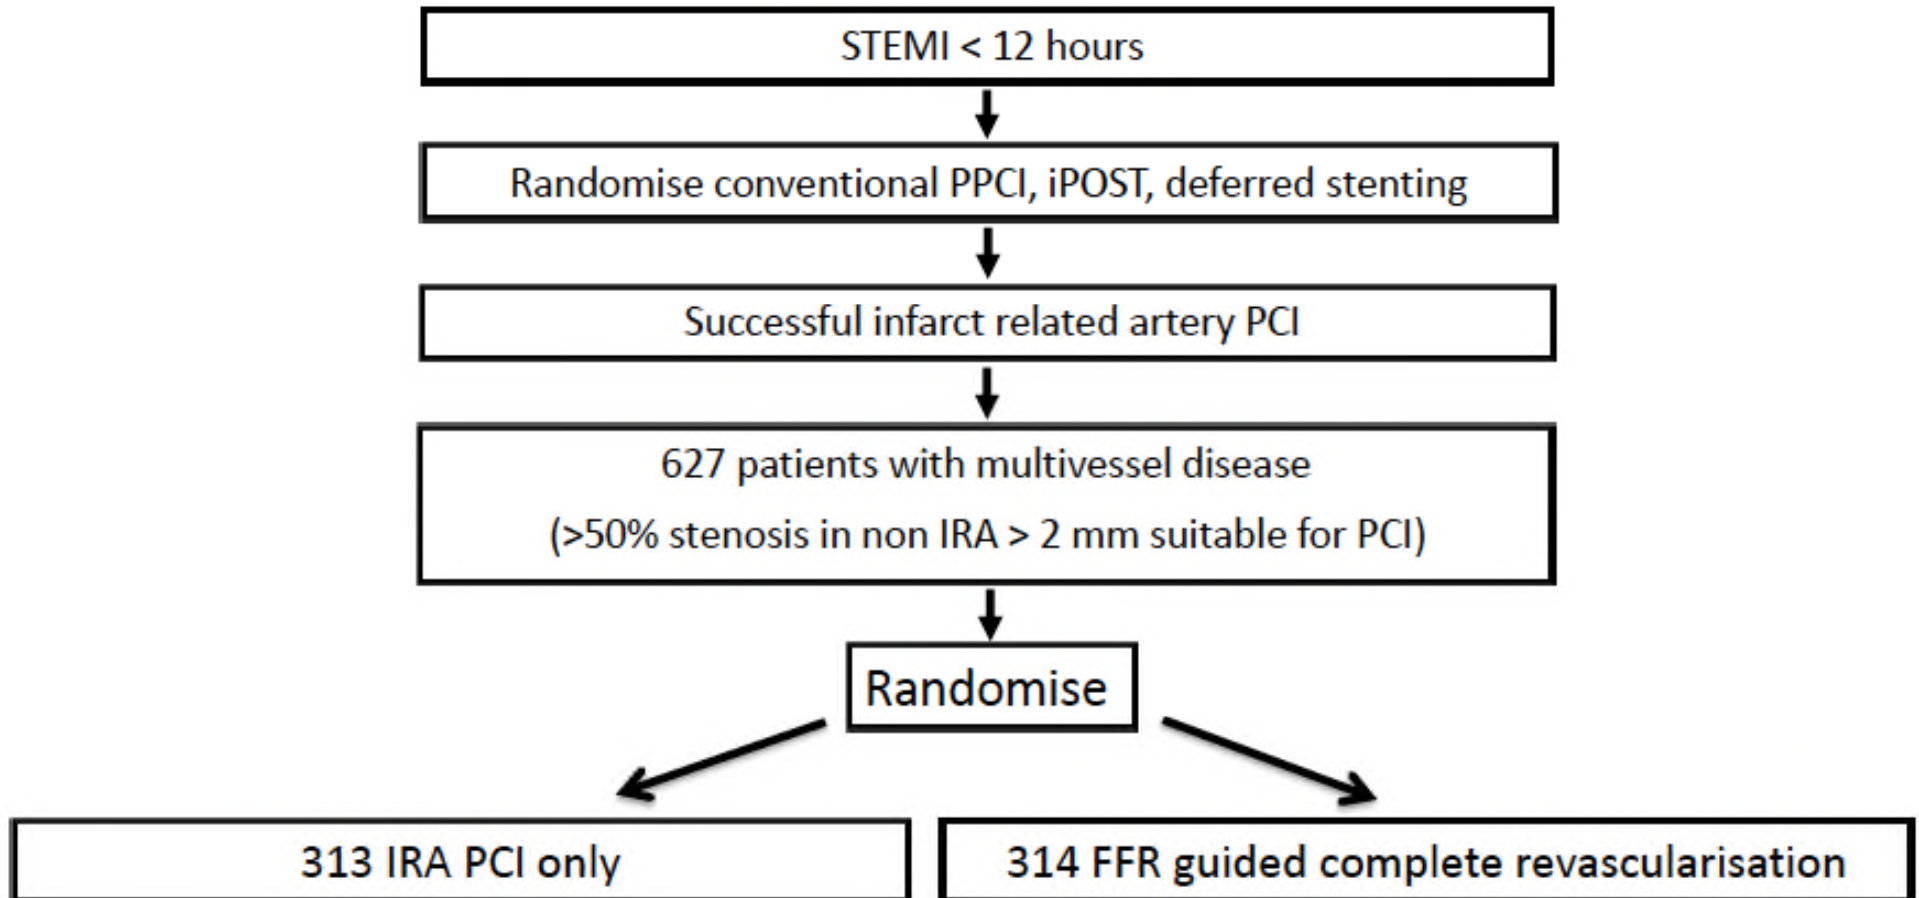 STEMI < 12 hours
Randomise conventional PPCI, iPOST, deferred stenting
Successful infarct related artery PCI
627 patients with multivessel disease
(>50% stenosis in non IRA > 2 mm suitable for PCI)
Randomise
313 IRA PCI only
314 FFR guided complete revascularisation